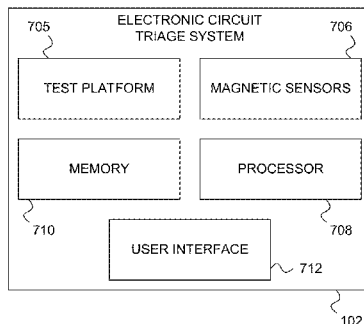 705
ELECTRONIC CIRCUIT
TRIAGE SYSTEM
706
TEST PLATFORM
MAGNETIC SENSORS
MEMORY
PROCESSOR
710
708
USER INTERFACE
712
102